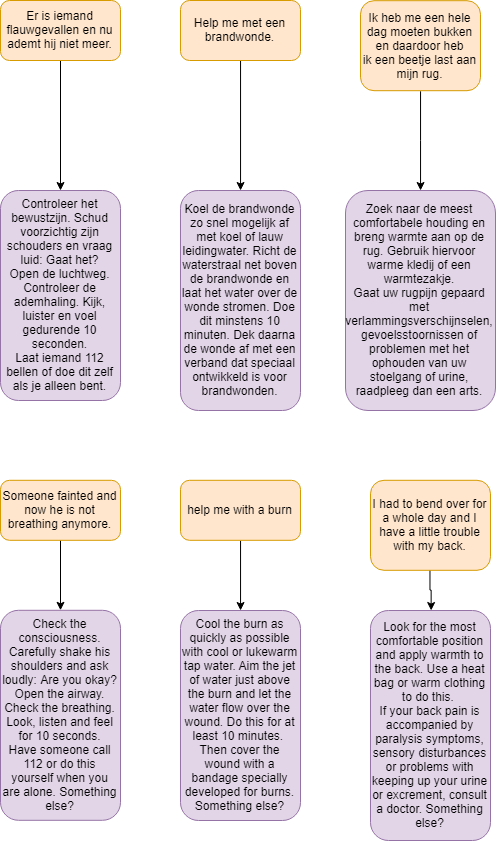 Er is iemand
flauwgevallen en nu
ademt hij niet meer.
Help me met een
brandwonde.
Ik heb me een hele
dag moeten bukken
en daardoor heb
ik een beetje last aan
mijn rug.
Controleer het
bewustzijn. Schud
voorzichtig zijn
schouders en vraag
luid: Gaat het?
Open de luchtweg.
Controleer de
ademhaling. Kijk,
luister en voel
gedurende 10
seconden.
Laat iemand 112
bellen of doe dit zelf
als je alleen bent.
Koel de brandwonde
zo snel mogelijk af
met koel of lauw
leidingwater. Richt de
waterstraal net boven
de brandwonde en
laat het water over de
wonde stromen. Doe
dit minstens 10
minuten. Dek daarna
de wonde af met een
verband dat speciaal
ontwikkeld is voor
brandwonden.
Zoek naar de meest
comfortabele houding en
breng warmte aan op de
rug. Gebruik hiervoor
warme kledij of een
warmtezakje.
Gaat uw rugpijn gepaard
met
verlammingsverschijnselen,
gevoelsstoornissen of
problemen met het
ophouden van uw
stoelgang of urine,
raadpleeg dan een arts.
Someone fainted and
now he is not
breathing anymore.
help me with a burn
I had to bend over for
a whole day and I
have a little trouble
with my back.
Check the
consciousness.
Carefully shake his
shoulders and ask
loudly: Are you okay?
Open the airway.
Check the breathing.
Look, listen and feel
for 10 seconds.
Have someone call
112 or do this
yourself when you
are alone. Something
else?
Cool the burn as
quickly as possible
with cool or lukewarm
tap water. Aim the jet
of water just above
the burn and let the
water flow over the
wound. Do this for at
least 10 minutes.
Then cover the
wound with a
bandage specially
developed for burns.
Something else?
Look for the most
comfortable position
and apply warmth to
the back. Use a heat
bag or warm clothing
to do this.
If your back pain is
accompanied by
paralysis symptoms,
sensory disturbances
or problems with
keeping up your urine
or excrement, consult
a doctor. Something
else?